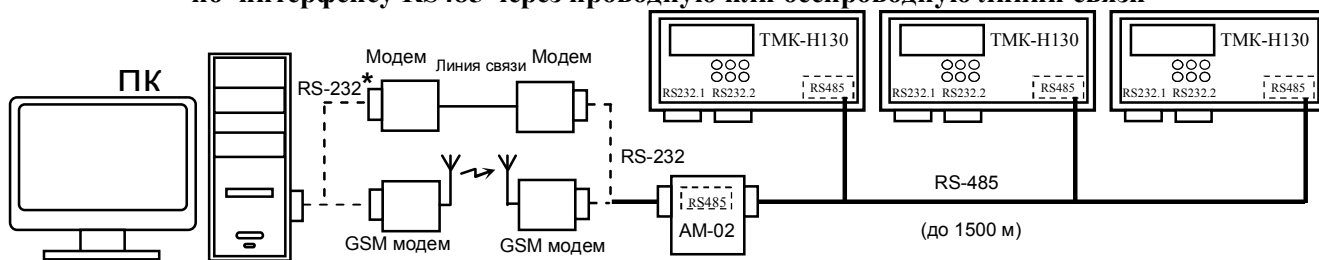 по интерфейсу RS485 через проводную или беспроводную линии связи
ПК
RS-232*
Модем
Линия связи
Модем
GSM модем
GSM модем
RS-232
RS485
АМ-02
RS-485
(до 1500 м)
ТМК-Н130
RS232.1 RS232.2
RS485
ТМК-Н130
RS232.1 RS232.2
RS485
ТМК-Н130
RS232.1 RS232.2
RS485